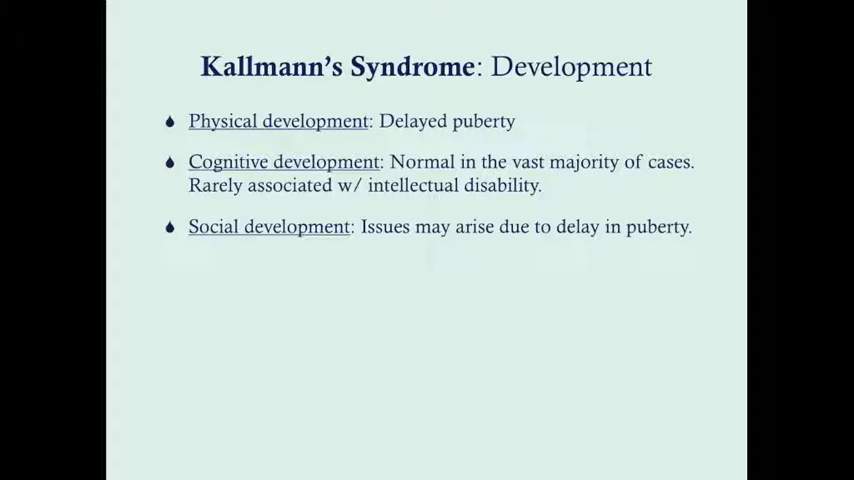 Kallmann's Syndrome: Development
Physical development: Delayed puberty
Cognitive development: Normal in the vast majority of cases.
Rarely associated w/ intellectual disability.
Social development: Issues may arise due to delay in puberty.